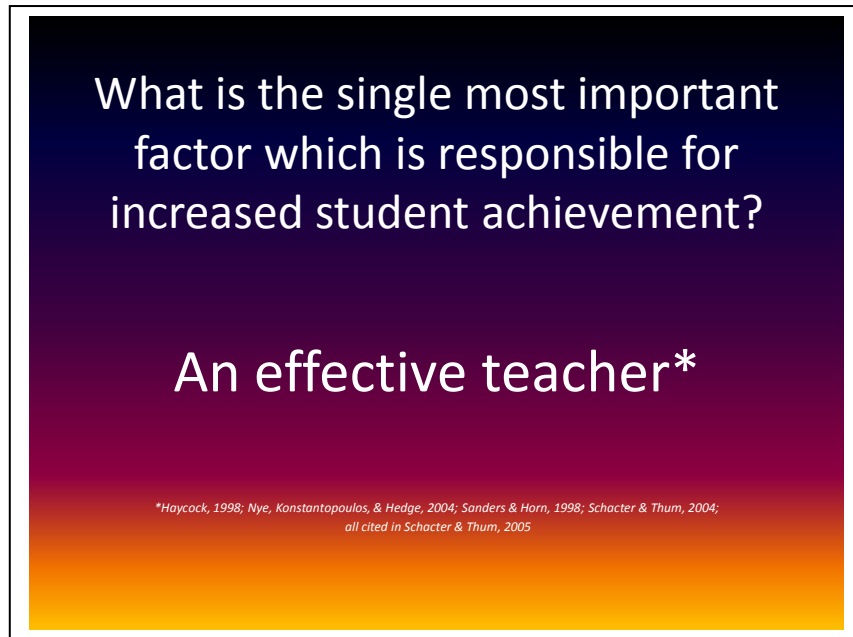 What is the single most important
factor which is responsible for
increased student achievement?
An effective teacher*
*Haycock, 1998; Nye, Konstantopoulos, & Hedge, 2004; Sanders & Horn, 1998; Schacter & Thum, 2004;
all cited in Schacter & Thum, 2005